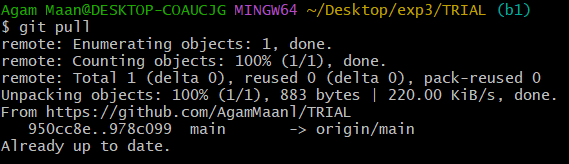 Agam Maan@DESKTOP-COAUCJG MINGW64 ~/Desktop/exp3/TRIAL (b1)
$ git pull
remote: Enumerating objects: 1, done.
remote: Counting objects: 100% (1/1), done.
remote: Total 1 (delta 0), reused 0 (delta 0), pack-reused 0
Unpacking objects: 100% (1/1), 883 bytes | 220.00 KiB/s, done.
From https://github.com/AgamMaanl/TRIAL
   950cc8e..978c099  main       -> origin/main
Already up to date.